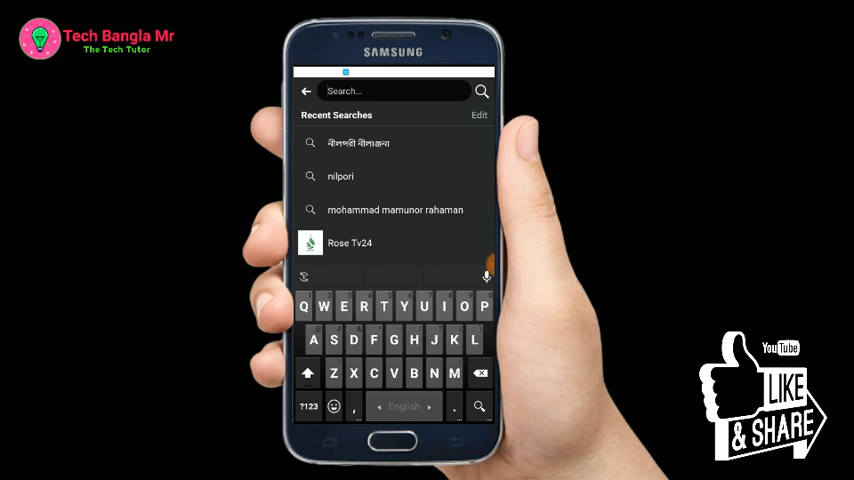 Tech Bangla Mr
The Tech Tutor
SAMSUNG
Search...
Recent Searches
Edit
নীলপরী নীলাঞ্জনা
nilpori
mohammad mamunor rahaman
Rose Tv24
Q W E R T Y U I O P
A S D F G H J K L
Z X C V B N M
?123
,
English
.
YouTube
LIKE
& SHARE